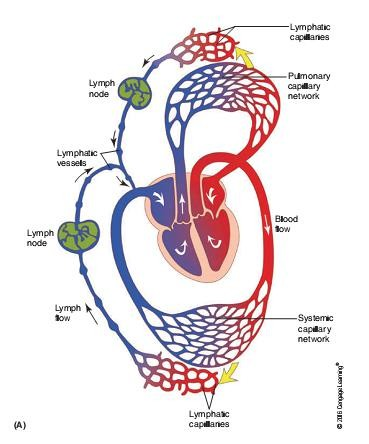 Lymphatic
capillaries
Pulmonary
capillary
network
Lymph
node
Lymphatic
vessels
Lymph
node
Blood
flow
Lymph
flow
Systemic
capillary
network
Lymphatic
capillaries
(A)
© 2016 Cengage Learning®